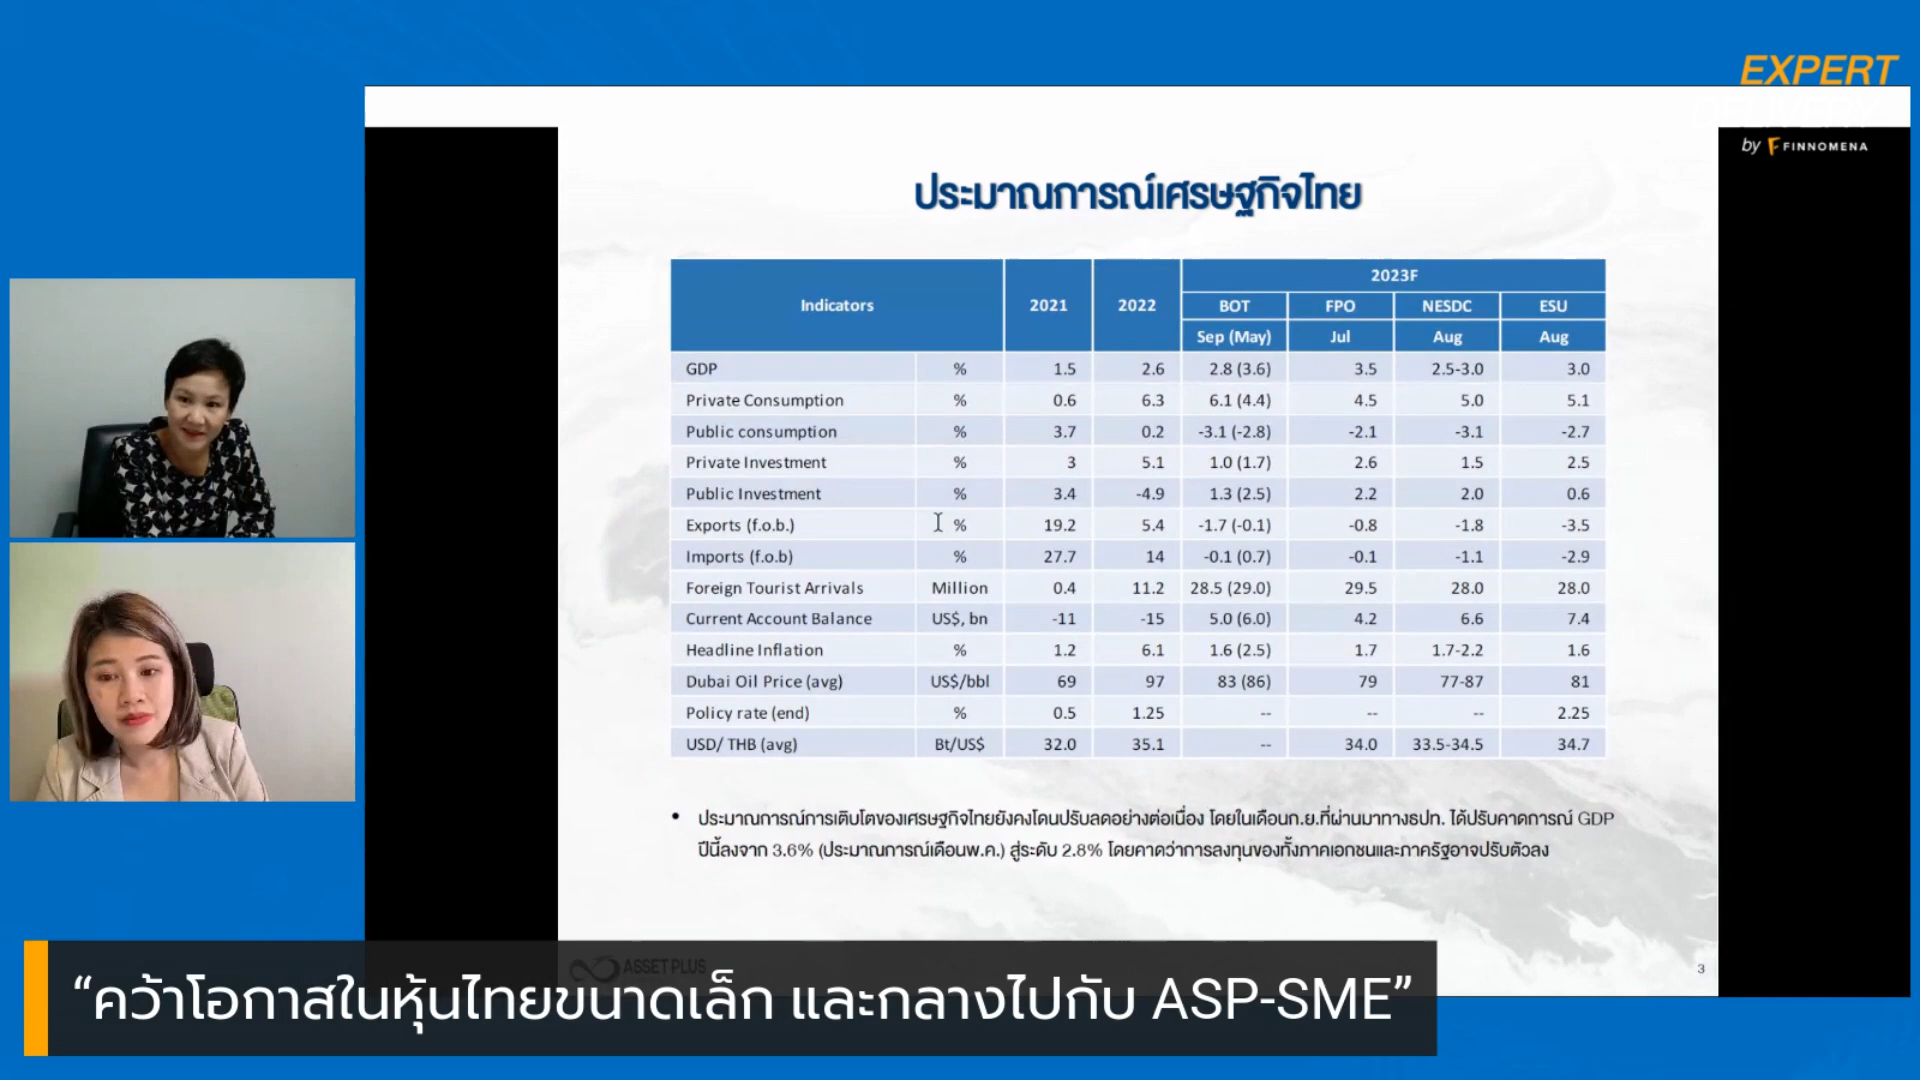 EXPERT
by FINNOMENA
ประมาณการณ์เศรษฐกิจไทย
Indicators 2021 2022 2023F
BOT FPO NESDC ESU
Sep (May) Jul Aug Aug
GDP % 1.5 2.6 2.8 (3.6) 3.5 2.5-3.0 3.0
Private Consumption % 0.6 6.3 6.1 (4.4) 4.5 5.0 5.1
Public consumption % 3.7 0.2 -3.1 (-2.8) -2.1 -3.1 -2.7
Private Investment % 3 5.1 1.0 (1.7) 2.6 1.5 2.5
Public Investment % 3.4 -4.9 1.3 (2.5) 2.2 2.0 0.6
Exports (f.o.b.) % 19.2 5.4 -1.7 (-0.1) -0.8 -1.8 -3.5
Imports (f.o.b) % 27.7 14 -0.1 (0.7) -0.1 -1.1 -2.9
Foreign Tourist Arrivals Million 0.4 11.2 28.5 (29.0) 29.5 28.0 28.0
Current Account Balance US$, bn -11 -15 5.0 (6.0) 4.2 6.6 7.4
Headline Inflation % 1.2 6.1 1.6 (2.5) 1.7 1.7-2.2 1.6
Dubai Oil Price (avg) US$/bbl 69 97 83 (86) 79 77-87 81
Policy rate (end) % 0.5 1.25 -- -- -- 2.25
USD/ THB (avg) Bt/US$ 32.0 35.1 -- 34.0 33.5-34.5 34.7
• ประมาณการณ์การเติบโตของเศรษฐกิจไทยยังคงโดนปรับลดอย่างต่อเนื่อง โดยในเดือนก.ย.ที่ผ่านมาทางธปท. ได้ปรับคาดการณ์ GDP
ปีนี้ลงจาก 3.6% (ประมาณการณ์เดือนพ.ค.) สู่ระดับ 2.8% โดยคาดว่าการลงทุนของทั้งภาคเอกชนและภาครัฐอาจปรับตัวลง
ASSET PLUS
3
“คว้าโอกาสในหุ้นไทยขนาดเล็ก และกลางไปกับ ASP-SME”